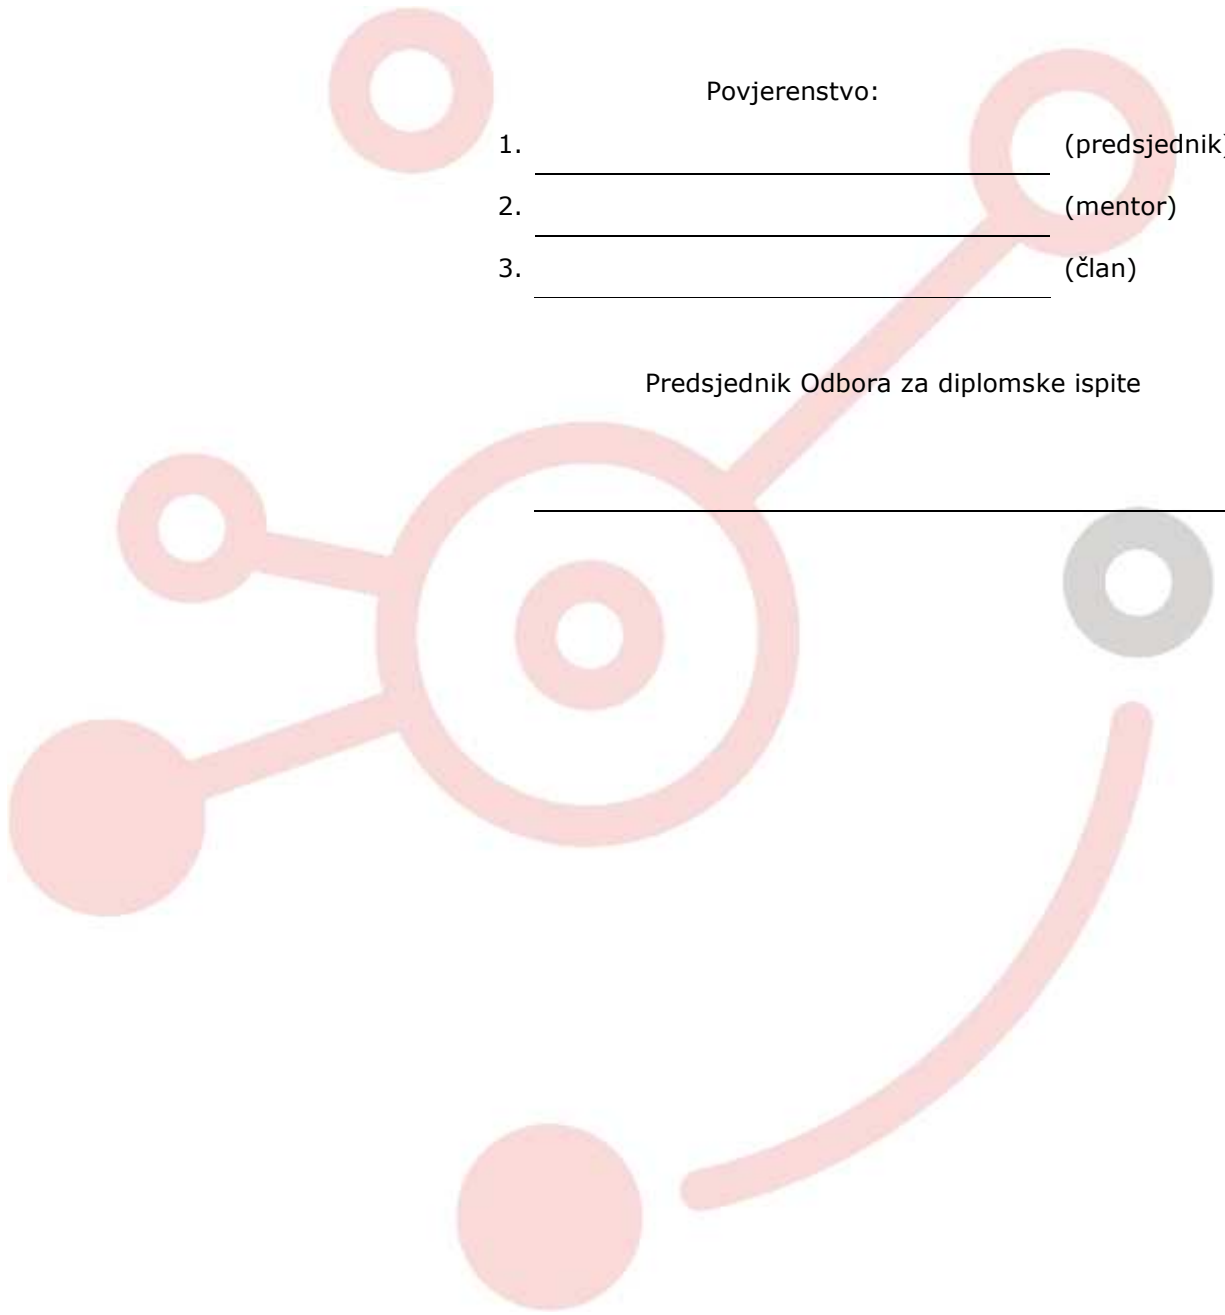 Povjerenstvo:
1. (predsjednik)
2. (mentor)
3. (član)
Predsjednik Odbora za diplomske ispite